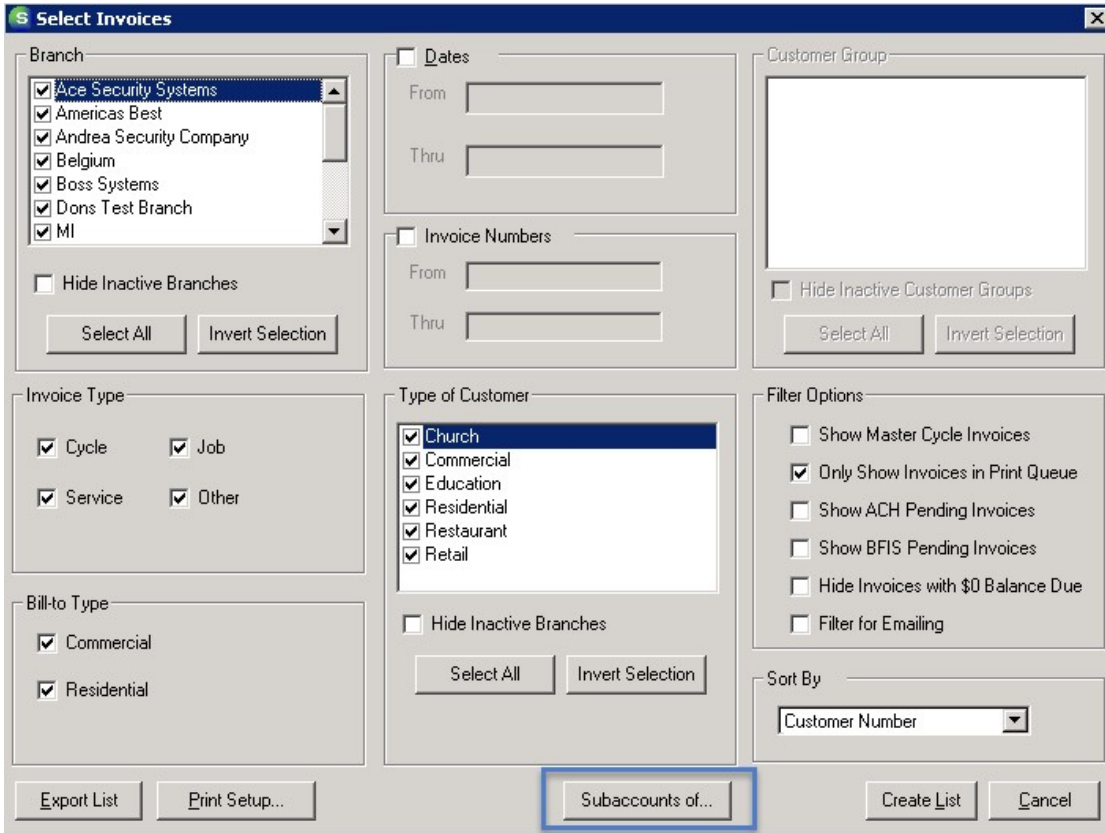 S Select Invoices
Branch
Ace Security Systems
Americas Best
Andrea Security Company
Belgium
Boss Systems
Dons Test Branch
MI
Hide Inactive Branches
Select All Invert Selection
Dates
From
Thru
Invoice Numbers
From
Thru
Customer Group
Hide Inactive Customer Groups
Select All Invert Selection
Invoice Type
Cycle Job
Service Other
Bill-to Type
Commercial
Residential
Type of Customer
Church
Commercial
Education
Residential
Restaurant
Retail
Hide Inactive Branches
Select All Invert Selection
Filter Options
Show Master Cycle Invoices
Only Show Invoices in Print Queue
Show ACH Pending Invoices
Show BFIS Pending Invoices
Hide Invoices with $0 Balance Due
Filter for Emailing
Sort By
Customer Number
Export List Print Setup... Subaccounts of... Create List Cancel